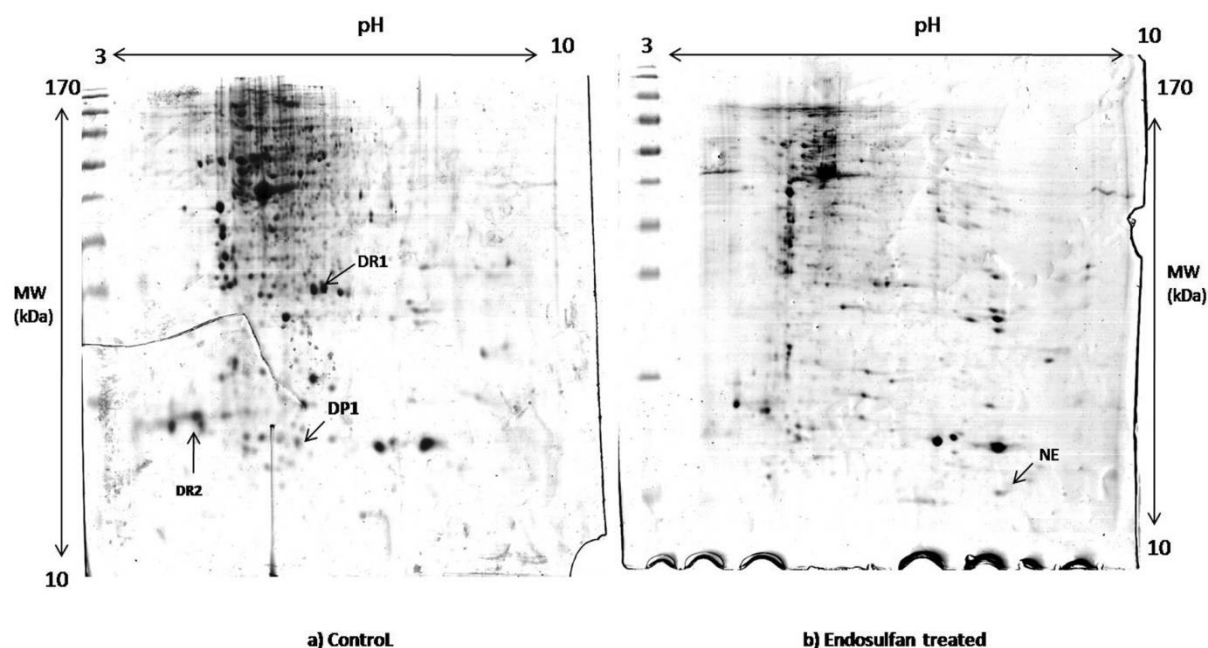 pH
3
10
170
MW
(kDa)
DR1
DP1
DR2
10
a) ControL
pH
3
10
170
MW
(kDa)
NE
10
b) Endosulfan treated